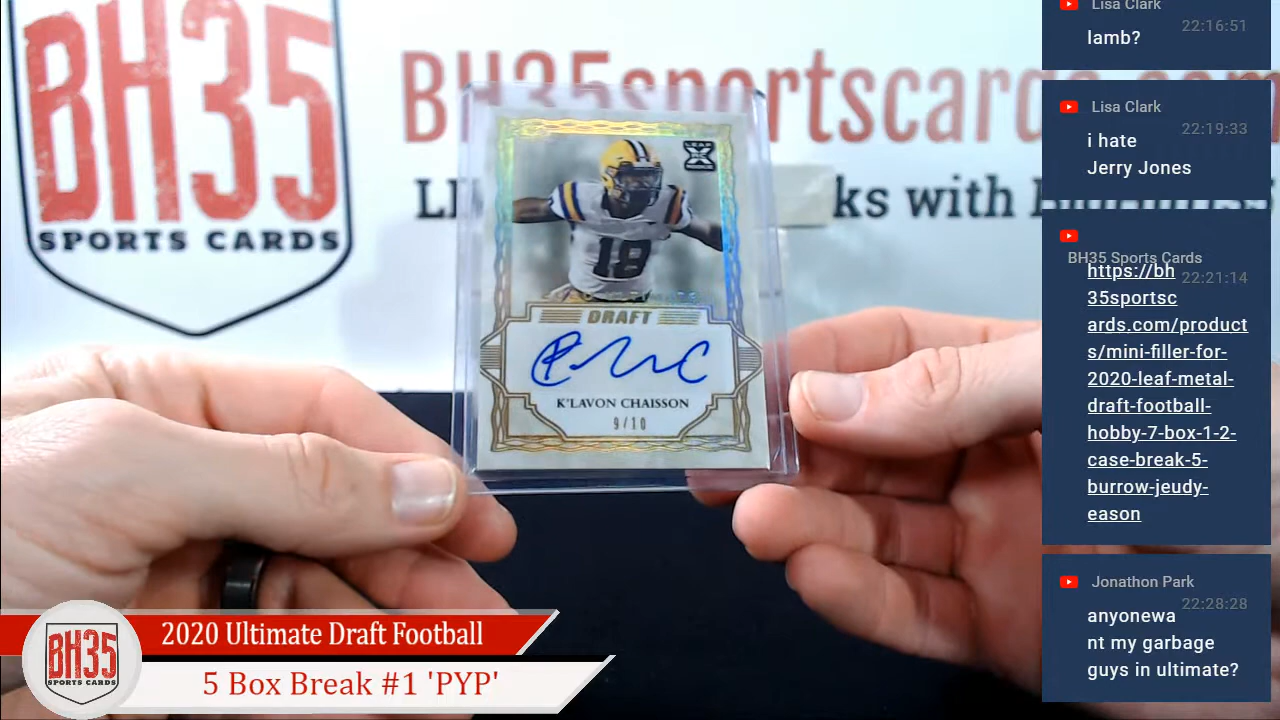 BH35
SPORTS CARDS
BH35sportscards.com
ks with
LEAF
X
18
DRAFT
K'LAVON CHAISSON
9/10
BH35
SPORTS CARDS
2020 Ultimate Draft Football
5 Box Break #1 'PYP'
Lisa Clark
22:16:51
lamb?
Lisa Clark
22:19:33
i hate
Jerry Jones
BH35 Sports Cards
22:21:14
https://bh
35sportsc
ards.com/product
s/mini-filler-for-
2020-leaf-metal-
draft-football-
hobby-7-box-1-2-
case-break-5-
burrow-jeudy-
eason
Jonathon Park
22:28:28
anyonewa
nt my garbage
guys in ultimate?